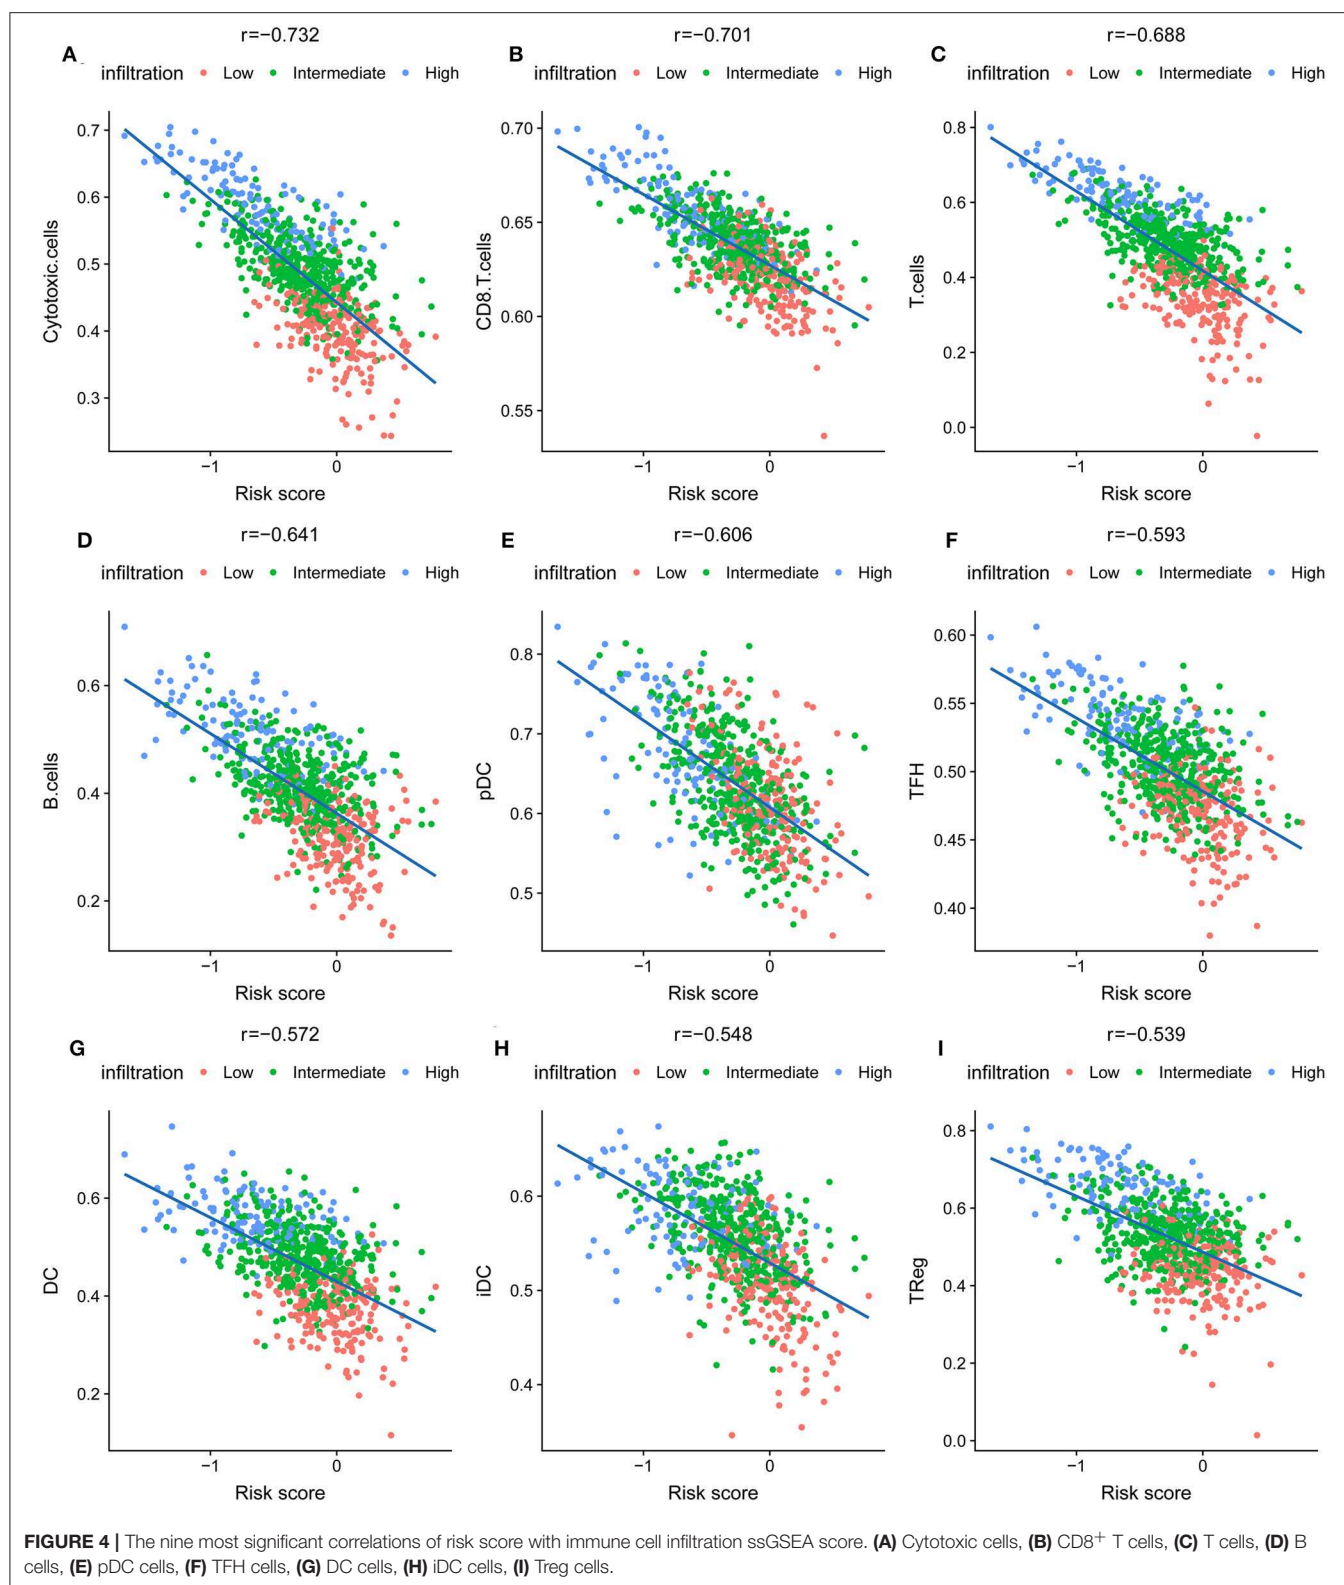 r=−0.732 r=−0.701 r=−0.688
A B C
infiltration Low Intermediate High infiltration Low Intermediate High infiltration Low Intermediate High
Cytotoxic.cells
0.7
0.6
0.5
0.4
0.3
−1 0
Risk score
CD8.T.cells
0.70
0.65
0.60
0.55
−1 0
Risk score
T.cells
0.8
0.6
0.4
0.2
0.0
−1 0
Risk score
r=−0.641 r=−0.606 r=−0.593
D E F
infiltration Low Intermediate High infiltration Low Intermediate High infiltration Low Intermediate High
B.cells
0.6
0.4
0.2
−1 0
Risk score
pDC
0.8
0.7
0.6
0.5
−1 0
Risk score
TFH
0.60
0.55
0.50
0.45
0.40
−1 0
Risk score
r=−0.572 r=−0.548 r=−0.539
G H I
infiltration Low Intermediate High infiltration Low Intermediate High infiltration Low Intermediate High
DC
0.6
0.4
0.2
−1 0
Risk score
iDC
0.6
0.5
0.4
−1 0
Risk score
TReg
0.8
0.6
0.4
0.2
0.0
−1 0
Risk score
FIGURE 4 | The nine most significant correlations of risk score with immune cell infiltration ssGSEA score. (A) Cytotoxic cells, (B) CD8+ T cells, (C) T cells, (D) B
cells, (E) pDC cells, (F) TFH cells, (G) DC cells, (H) iDC cells, (I) Treg cells.